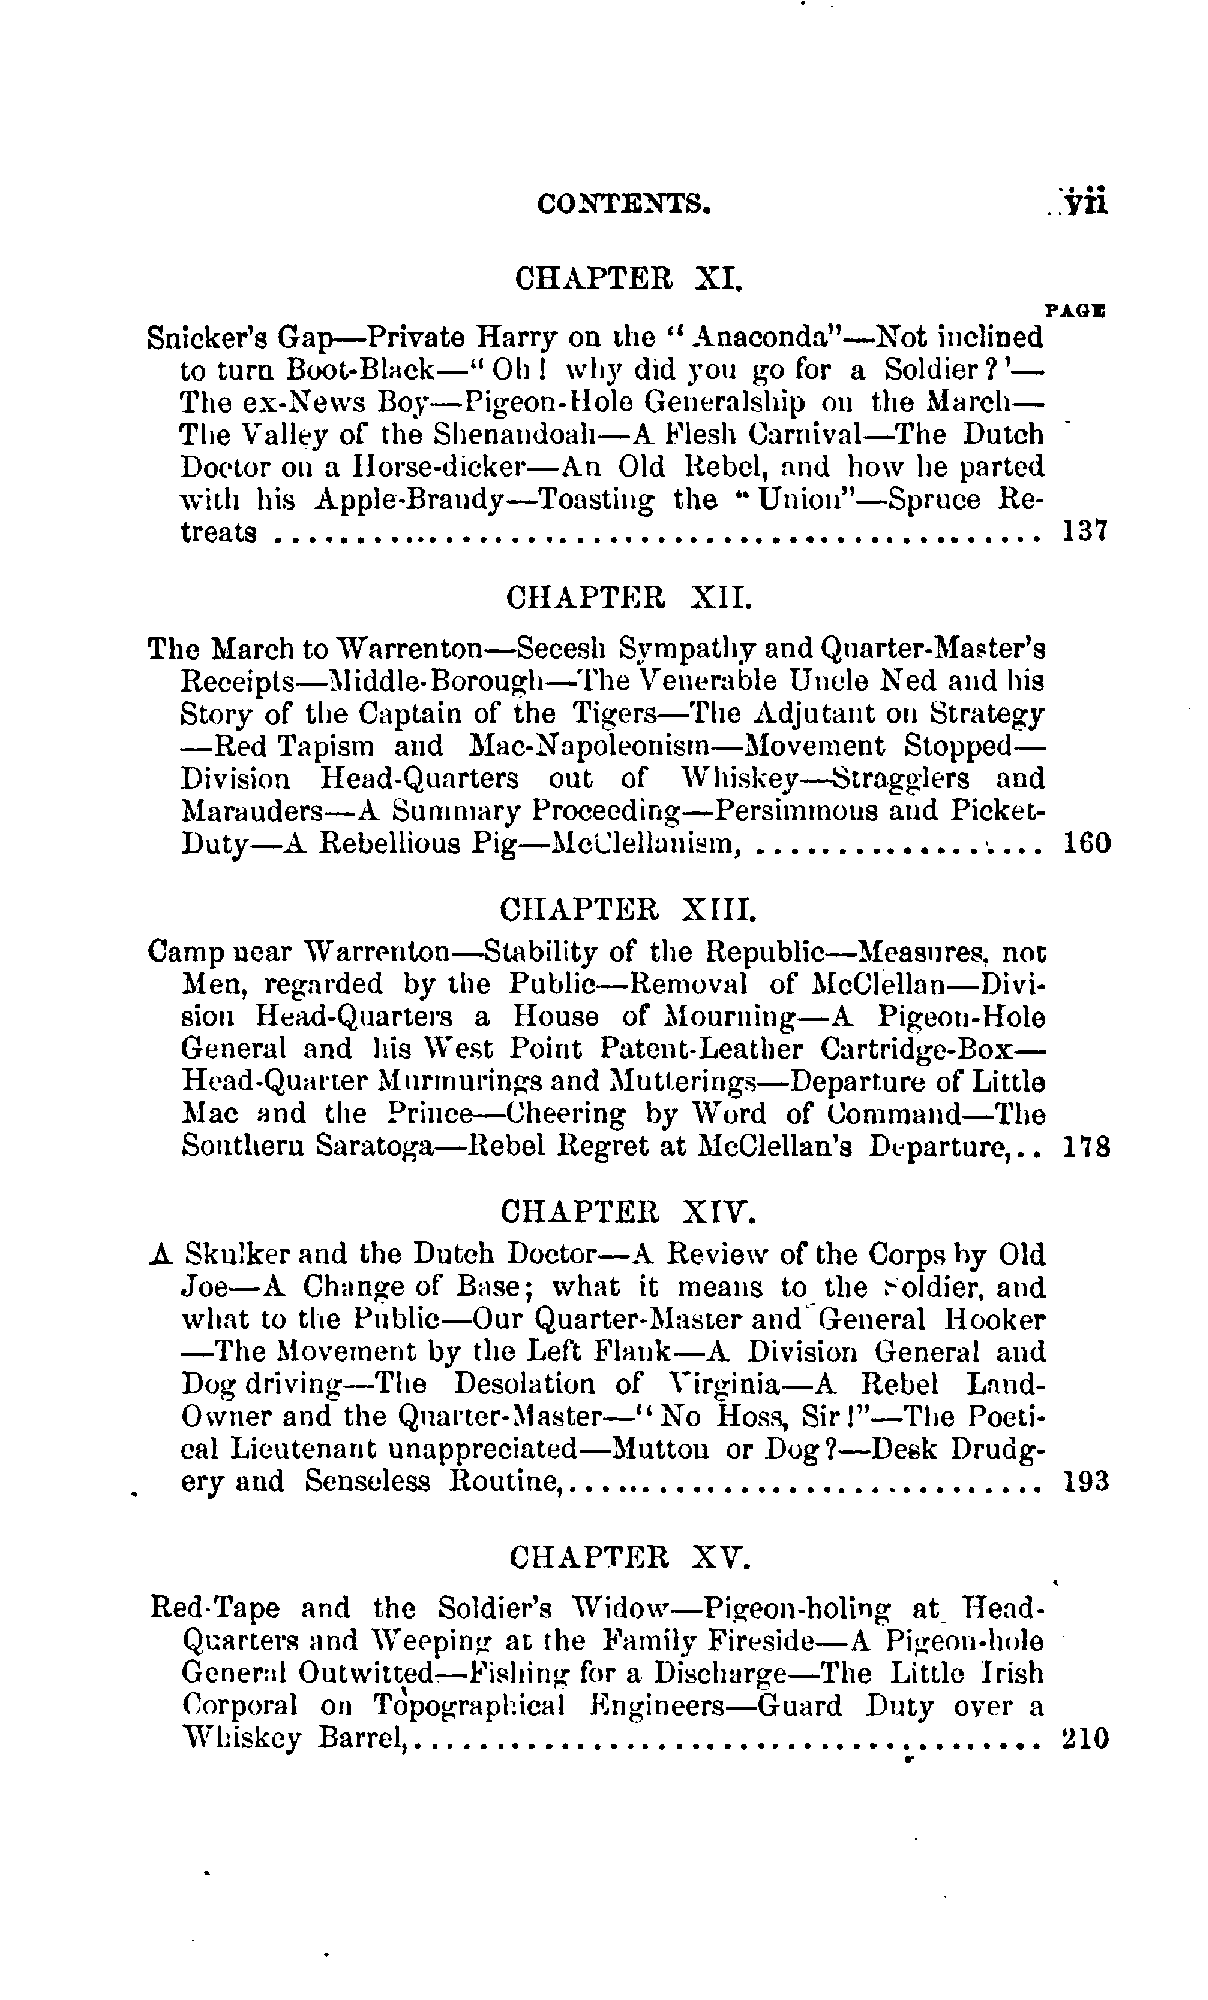 CONTENTS. vii
CHAPTER XI.
PAGE
Snicker's Gap—Private Harry on the "Anaconda"—Not inclined
to turn Boot-Black—"Oh! why did you go for a Soldier?'—
The ex-News Boy—Pigeon-Hole Generalship on the March—
The Valley of the Shenandoah—A Flesh Carnival—The Dutch
Doctor on a Horse-dicker—An Old Rebel, and how he parted
with his Apple-Brandy—Toasting the "Union"—Spruce Re-
treats ................................................ 137
CHAPTER XII.
The March to Warrenton—Secesh Sympathy and Quarter-Master's
Receipts—Middle-Borough—The Venerable Uncle Ned and his
Story of the Captain of the Tigers—The Adjutant on Strategy
—Red Tapism and Mac-Napoleonism—Movement Stopped—
Division Head-Quarters out of Whiskey—Stragglers and
Marauders—A Summary Proceeding—Persimmons and Picket-
Duty—A Rebellious Pig—McClellanism, .................. 160
CHAPTER XIII.
Camp near Warrenton—Stability of the Republic—Measures, not
Men, regarded by the Public—Removal of McClellan—Divi-
sion Head-Quarters a House of Mourning—A Pigeon-Hole
General and his West Point Patent-Leather Cartridge-Box—
Head-Quarter Murmurings and Mutterings—Departure of Little
Mac and the Prince—Cheering by Word of Command—The
Southern Saratoga—Rebel Regret at McClellan's Departure,.. 178
CHAPTER XIV.
A Skulker and the Dutch Doctor—A Review of the Corps by Old
Joe—A Change of Base; what it means to the Soldier, and
what to the Public—Our Quarter-Master and General Hooker
—The Movement by the Left Flank—A Division General and
Dog driving—The Desolation of Virginia—A Rebel Land-
Owner and the Quarter-Master—"No Hoss, Sir!"—The Poeti-
cal Lieutenant unappreciated—Mutton or Dog?—Desk Drudg-
ery and Senseless Routine,.............................. 193
CHAPTER XV.
Red-Tape and the Soldier's Widow—Pigeon-holing at Head-
Quarters and Weeping at the Family Fireside—A Pigeon-hole
General Outwitted—Fishing for a Discharge—The Little Irish
Corporal on Topographical Engineers—Guard Duty over a
Whiskey Barrel,....................................... 210